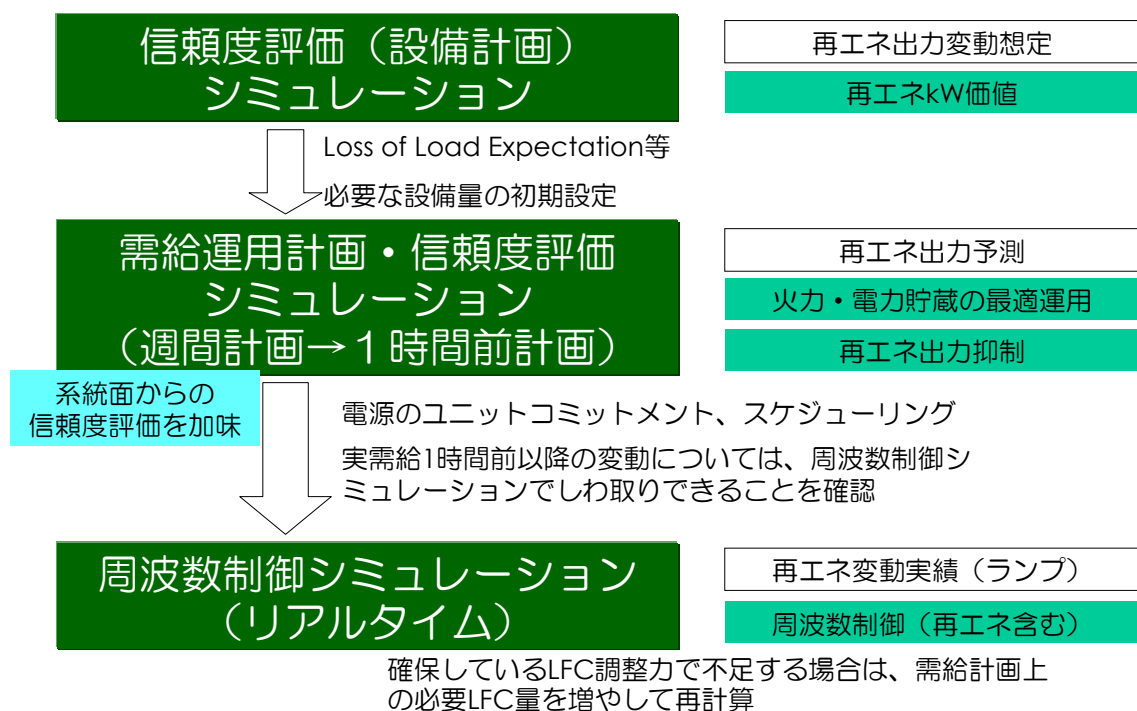 信頼度評価（設備計画）
シミュレーション
再エネ出力変動想定
再エネkW価値
Loss of Load Expectation等
必要な設備量の初期設定
需給運用計画・信頼度評価
シミュレーション
（週間計画→１時間前計画）
再エネ出力予測
火力・電力貯蔵の最適運用
再エネ出力抑制
系統面からの
信頼度評価を加味
電源のユニットコミットメント、スケジューリング
実需給1時間前以降の変動については、周波数制御シ
ミュレーションでしわ取りできることを確認
周波数制御シミュレーション
（リアルタイム）
再エネ変動実績（ランプ）
周波数制御（再エネ含む）
確保しているLFC調整力で不足する場合は、需給計画上
の必要LFC量を増やして再計算